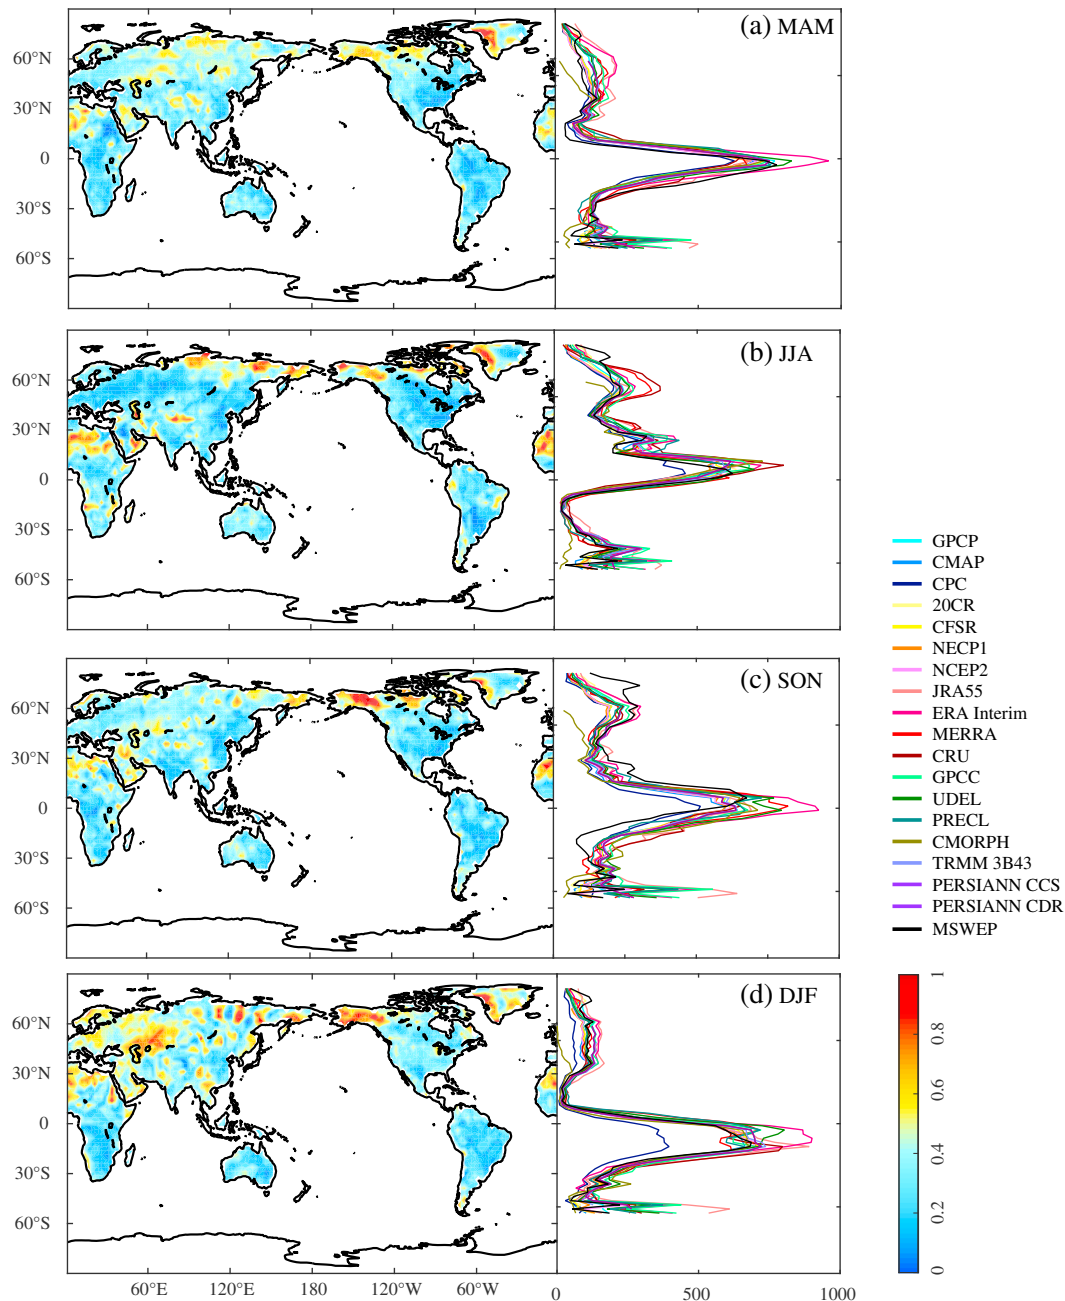 (a) MAM
60°N
30°N
0
30°S
60°S
0
500
1000
(b) JJA
60°N
30°N
0
30°S
60°S
(c) SON
60°N
30°N
0
30°S
60°S
(d) DJF
60°N
30°N
0
30°S
60°S
60°E
120°E
180
120°W
60°W
0
500
1000
GPCP
CMAP
CPC
20CR
CFSR
NECP1
NCEP2
JRA55
ERA Interim
MERRA
CRU
GPCC
UDEL
PRECL
CMORPH
TRMM 3B43
PERSIANN CCS
PERSIANN CDR
MSWEP
1
0.8
0.6
0.4
0.2
0